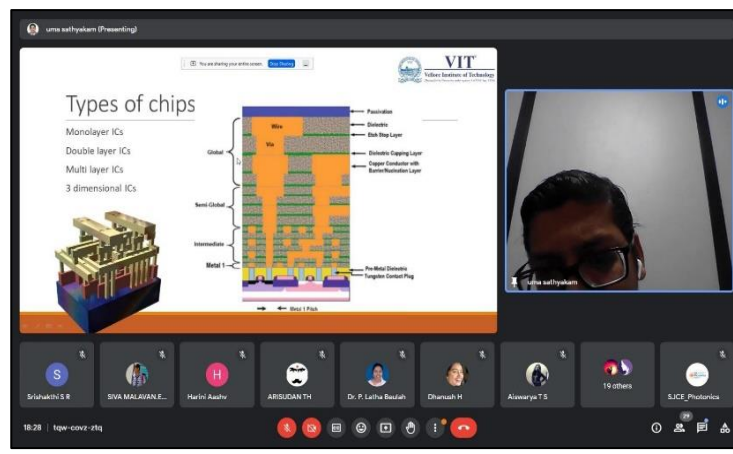 uma sathyakam (Presenting)
You are sharing your entire screen.
Stop Sharing
VIT
Vellore Institute of Technology
Types of chips
Monolayer ICs
Double layer ICs
Multi layer ICs
3 dimensional ICs
Wire
Via
Global
Semi-Global
Intermediate
Metal 1
Passivation
Dielectric
Etch Stop Layer
Dielectric Capping Layer
Copper Conductor with
Barrier/Nucleation Layer
Pre-Metal Dielectric
Tungsten Contact Plug
Metal 1 Pitch
uma sathyakam
S
Srishakthi S R
SIVA MALAVAN.E...
H
Harini Aashv
ARISUDAN TH
Dr. P. Latha Beulah
Dhanush H
Aiswarya T S
19 others
SJCE_Photonics
18:28 | tqw-covz-ztq
29